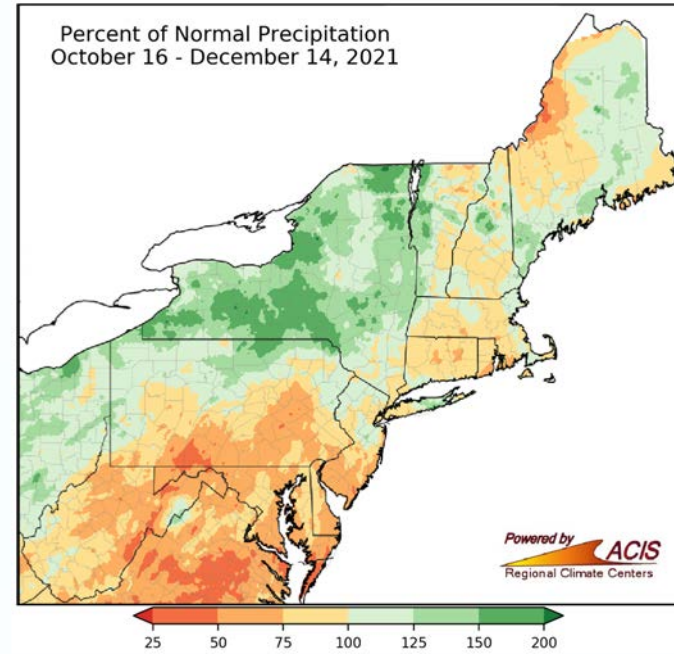 Percent of Normal Precipitation
October 16 - December 14, 2021
Powered by
ACIS
Regional Climate Centers
25 50 75 100 125 150 200